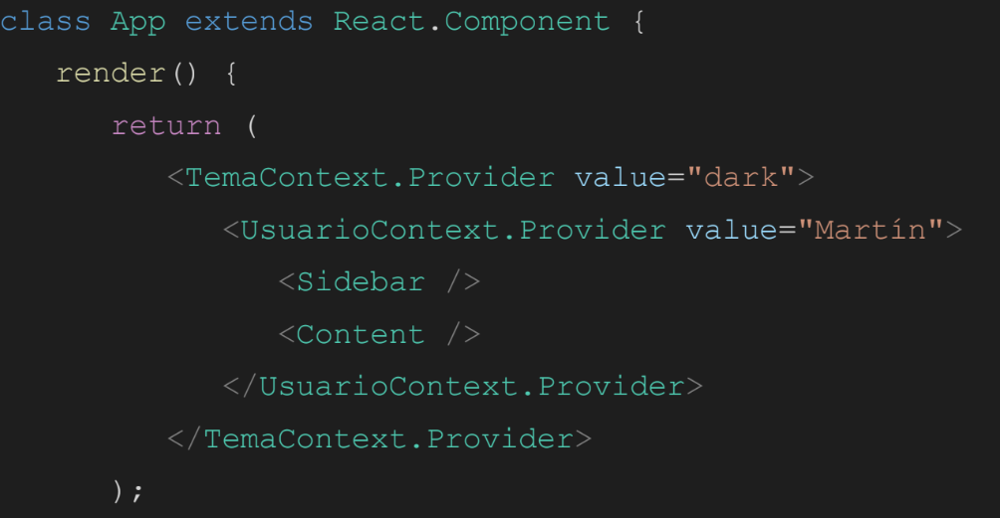 class App extends React.Component {
render() {
return (
<TemaContext.Provider value="dark">
<UsuarioContext.Provider value="Martín">
<Sidebar />
<Content />
</UsuarioContext.Provider>
</TemaContext.Provider>
);